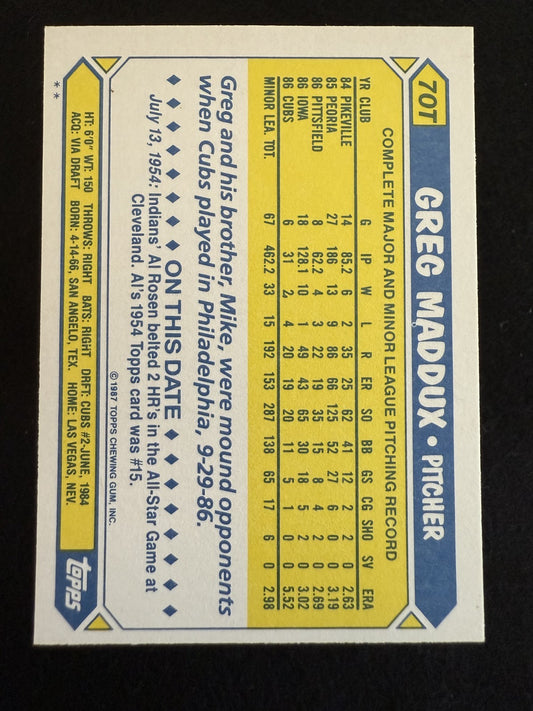 70T
GREG MADDUX • PITCHER
COMPLETE MAJOR AND MINOR LEAGUE PITCHING RECORD
YR CLUB G IP W L R ER SO BB GS CG SHO SV ERA
84 PIKEVILLE 14 85.2 6 2 35 25 62 41 12 2 2 0 2.63
85 PEORIA 27 186 13 9 86 66 125 52 27 6 0 0 3.19
86 PITTSFIELD 8 62.2 4 3 22 19 35 15 8 4 2 0 2.69
86 IOWA 18 128.1 10 1 49 43 65 30 18 5 2 0 3.02
86 CUBS 6 31 2 4 20 19 20 11 5 1 0 0 5.52
MINOR LEA. TOT. 67 462.2 33 15 192 153 287 138 65 17 6 0 2.98
Greg and his brother, Mike, were mound opponents
when Cubs played in Philadelphia, 9-29-86.
ON THIS DATE
July 13, 1954: Indians' Al Rosen belted 2 HR's in the All-Star Game at
Cleveland. Al's 1954 Topps card was #15.
©1987 TOPPS CHEWING GUM, INC.
HT: 6'0" WT: 150 THROWS: RIGHT BATS: RIGHT DRFT: CUBS #2-JUNE, 1984
ACQ: VIA DRAFT BORN: 4-14-66, SAN ANGELO, TEX. HOME: LAS VEGAS, NEV.
topps
**